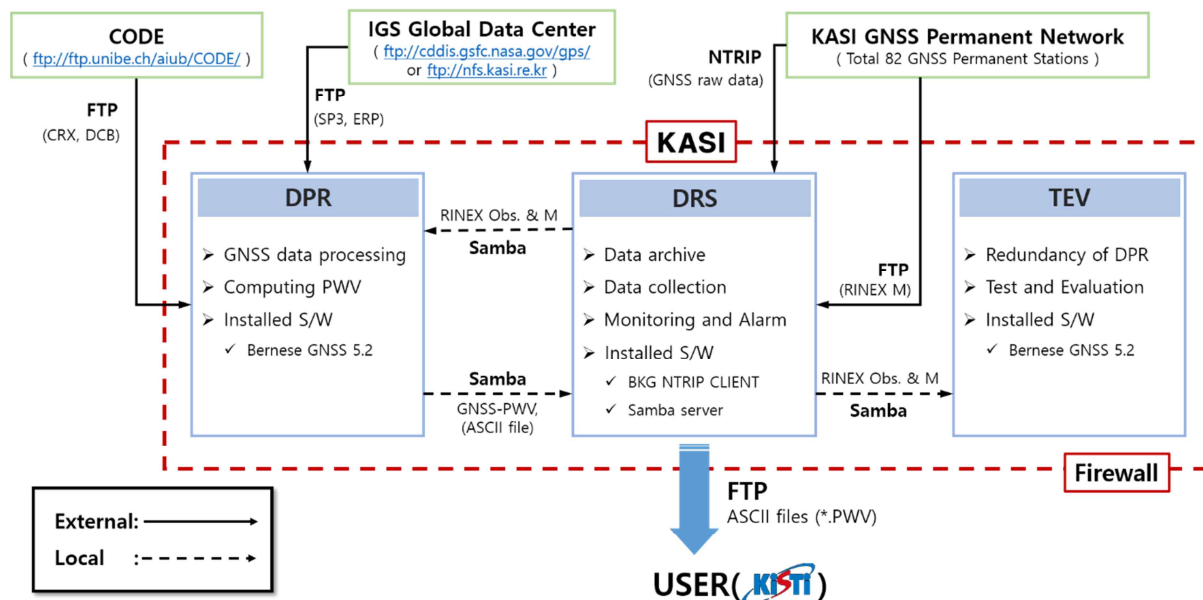 CODE
( ftp://ftp.unibe.ch/aiub/CODE/ )
IGS Global Data Center
( ftp://cddis.gsfc.nasa.gov/gps/
or ftp://nfs.kasi.re.kr )
KASI GNSS Permanent Network
( Total 82 GNSS Permanent Stations )
FTP
(CRX, DCB)
FTP
(SP3, ERP)
NTRIP
(GNSS raw data)
KASI
DPR
➢ GNSS data processing
➢ Computing PWV
➢ Installed S/W
✓ Bernese GNSS 5.2
RINEX Obs. & M
Samba
Samba
GNSS-PWV,
(ASCII file)
DRS
➢ Data archive
➢ Data collection
➢ Monitoring and Alarm
➢ Installed S/W
✓ BKG NTRIP CLIENT
✓ Samba server
FTP
(RINEX M)
RINEX Obs. & M
Samba
TEV
➢ Redundancy of DPR
➢ Test and Evaluation
➢ Installed S/W
✓ Bernese GNSS 5.2
Firewall
External:
Local :
FTP
ASCII files (*.PWV)
USER( KiSTi )